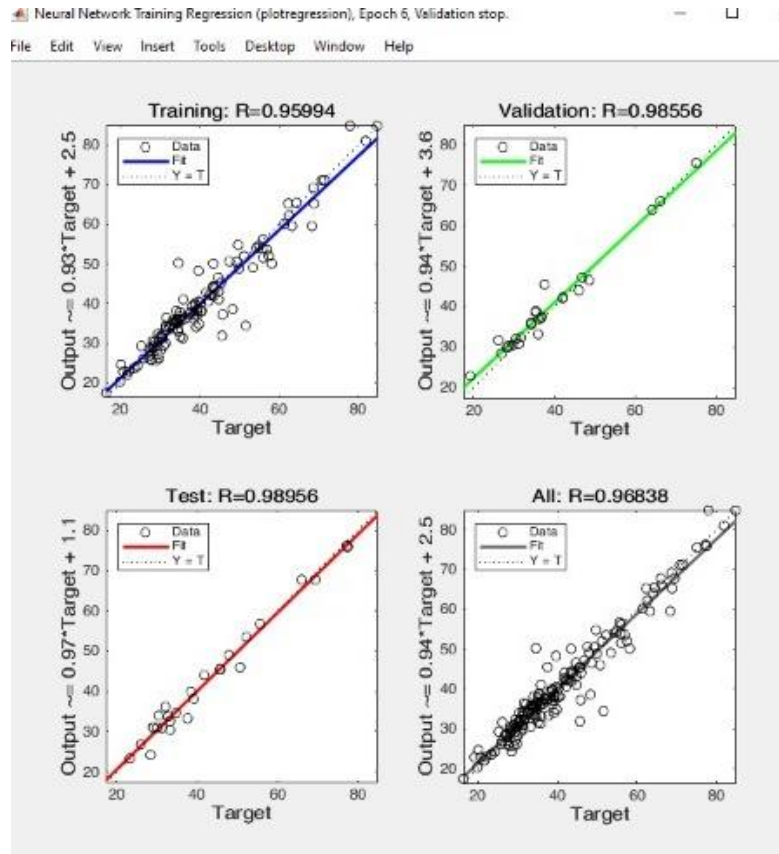 Neural Network Training Regression (plotregression), Epoch 6, Validation stop.
File Edit View Insert Tools Desktop Window Help
Training: R=0.95994
Output ~= 0.93*Target + 2.5
Data
Fit
Y = T
80
70
60
50
40
30
20
20 40 60 80
Target
Validation: R=0.98556
Output ~= 0.94*Target + 3.6
Data
Fit
Y = T
80
70
60
50
40
30
20
20 40 60 80
Target
Test: R=0.98956
Output ~= 0.97*Target + 1.1
Data
Fit
Y = T
80
70
60
50
40
30
20
20 40 60 80
Target
All: R=0.96838
Output ~= 0.94*Target + 2.5
Data
Fit
Y = T
80
70
60
50
40
30
20
20 40 60 80
Target